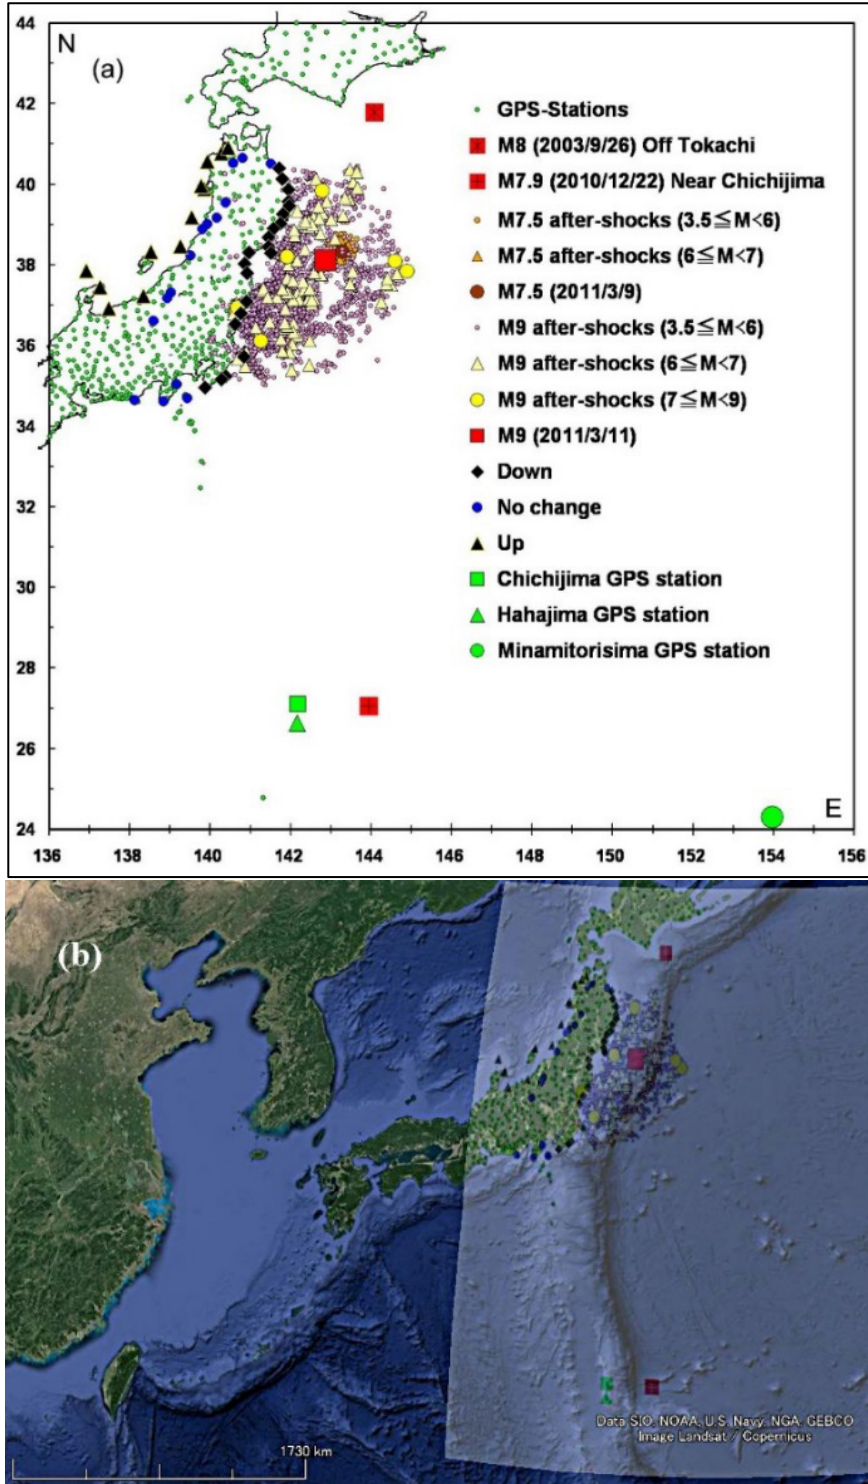 44
N
(a)
42
40
38
36
34
32
30
28
26
24
GPS-Stations
M8 (2003/9/26) Off Tokachi
M7.9 (2010/12/22) Near Chichijima
M7.5 after-shocks (3.5≦M<6)
M7.5 after-shocks (6≦M<7)
M7.5 (2011/3/9)
M9 after-shocks (3.5≦M<6)
M9 after-shocks (6≦M<7)
M9 after-shocks (7≦M<9)
M9 (2011/3/11)
Down
No change
Up
Chichijima GPS station
Hahajima GPS station
Minamitorisima GPS station
E
136 138 140 142 144 146 148 150 152 154 156
(b)
Data SIO, NOAA, U.S. Navy, NGA, GEBCO
Image Landsat / Copernicus
1730 km